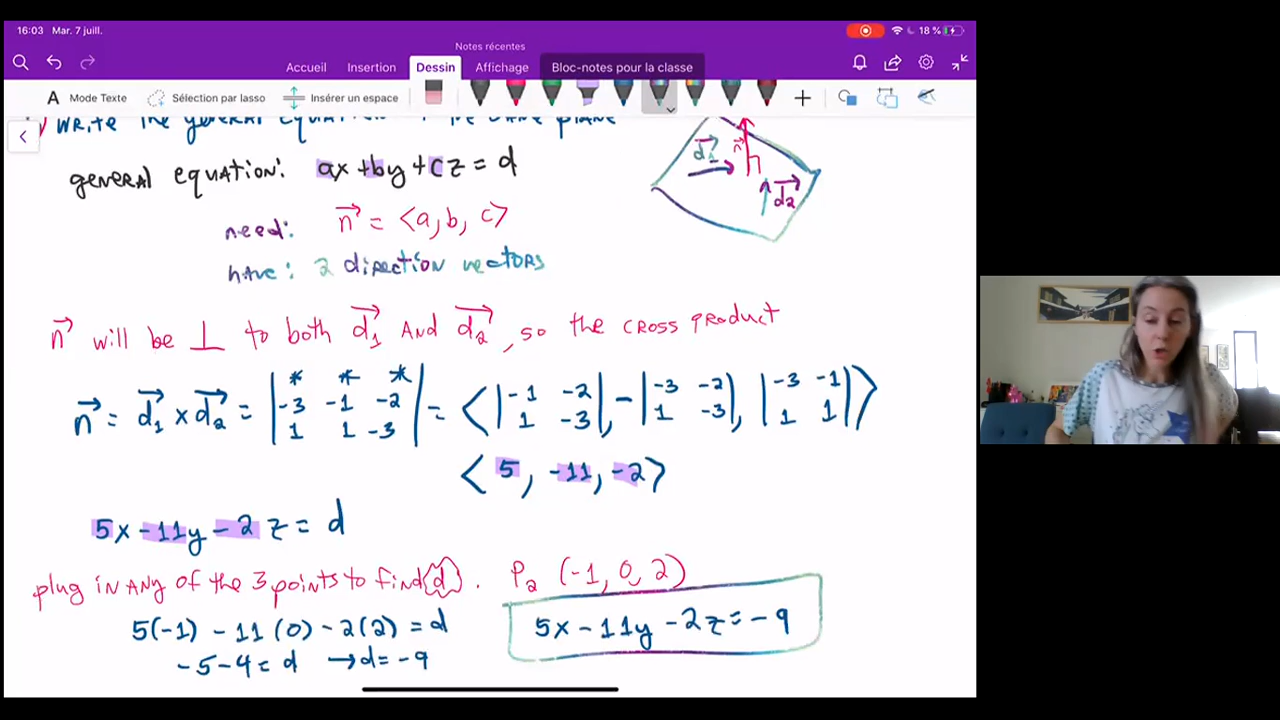 16:03 Mar. 7 juill.
18 %
Notes récentes
Accueil Insertion Dessin Affichage Bloc-notes pour la classe
A Mode Texte Sélection par lasso Insérer un espace
Write the general equation plane
general equation: ax+by+cz=d
d1 n d2
need: n = <a, b, c>
have: 2 direction vectors
n will be ⊥ to both d1 And d2, so the cross product
n = d1 x d2 = | * * * | = < | -1 -2 |, - | -3 -2 |, | -3 -1 | >
-3 -1 -2 1 -3 1 -3 1 1
1 1 -3
< 5, -11, -2 >
5x -11y -2z = d
plug in any of the 3 points to find d. P2 (-1, 0, 2)
5(-1) - 11(0) - 2(2) = d 5x -11y -2z = -9
-5-4 = d → d = -9